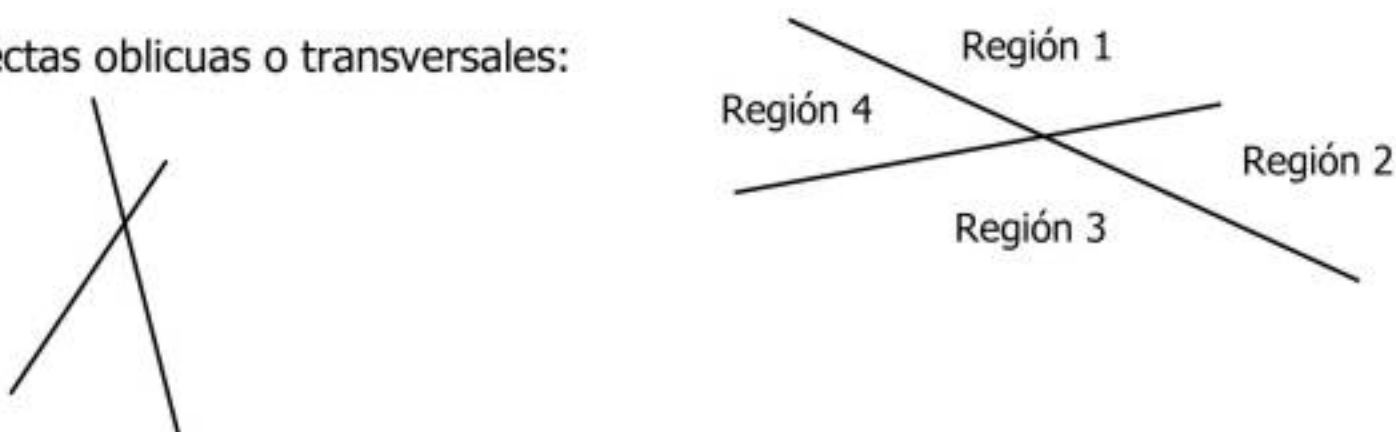 ectas oblicuas o transversales:
Región 1
Región 4
Región 2
Región 3